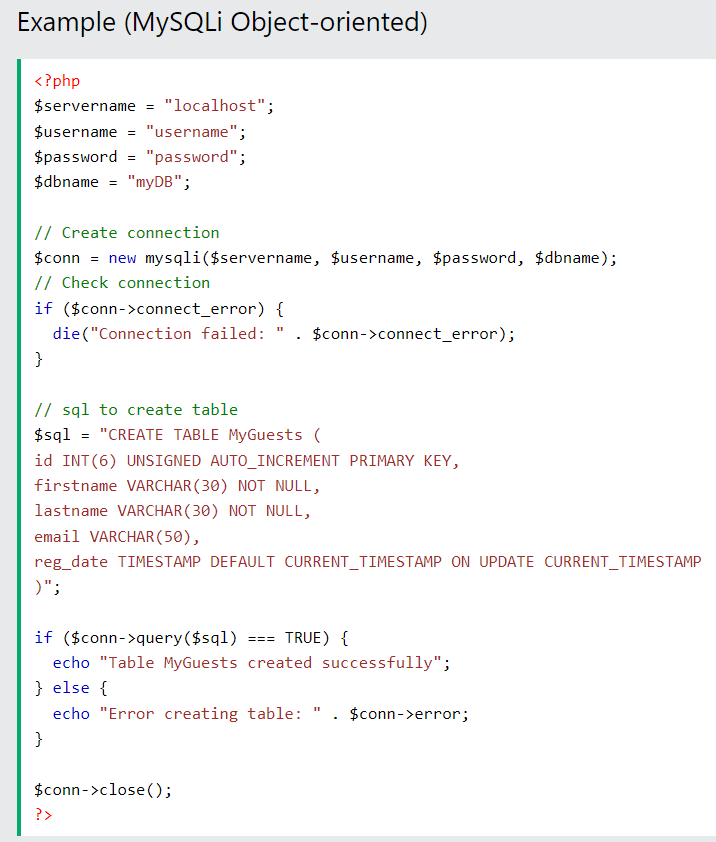 Example (MySQLi Object-oriented)
<?php
$servername = "localhost";
$username = "username";
$password = "password";
$dbname = "myDB";
// Create connection
$conn = new mysqli($servername, $username, $password, $dbname);
// Check connection
if ($conn->connect_error) {
  die("Connection failed: " . $conn->connect_error);
}
// sql to create table
$sql = "CREATE TABLE MyGuests (
id INT(6) UNSIGNED AUTO_INCREMENT PRIMARY KEY,
firstname VARCHAR(30) NOT NULL,
lastname VARCHAR(30) NOT NULL,
email VARCHAR(50),
reg_date TIMESTAMP DEFAULT CURRENT_TIMESTAMP ON UPDATE CURRENT_TIMESTAMP
)";
if ($conn->query($sql) === TRUE) {
  echo "Table MyGuests created successfully";
} else {
  echo "Error creating table: " . $conn->error;
}
$conn->close();
?>